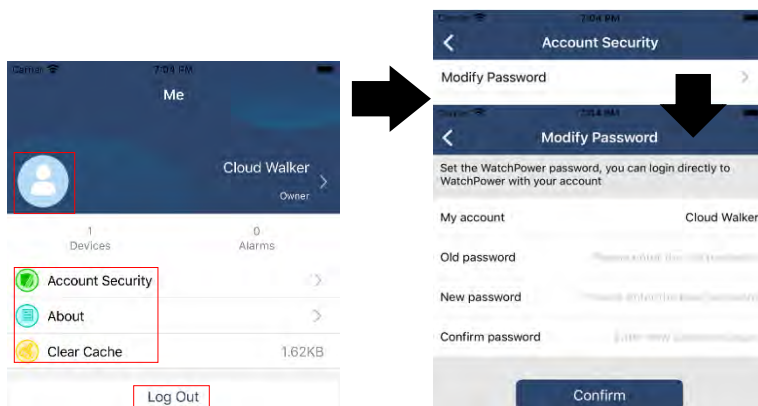 Carrier
7:04 PM
Me
Cloud Walker
Owner
1
Devices
0
Alarms
Account Security
About
Clear Cache
1.62KB
Log Out
7:04 PM
Account Security
Modify Password
7:04 PM
Modify Password
Set the WatchPower password, you can login directly to
WatchPower with your account
My account
Cloud Walker
Old password
New password
Confirm password
Confirm